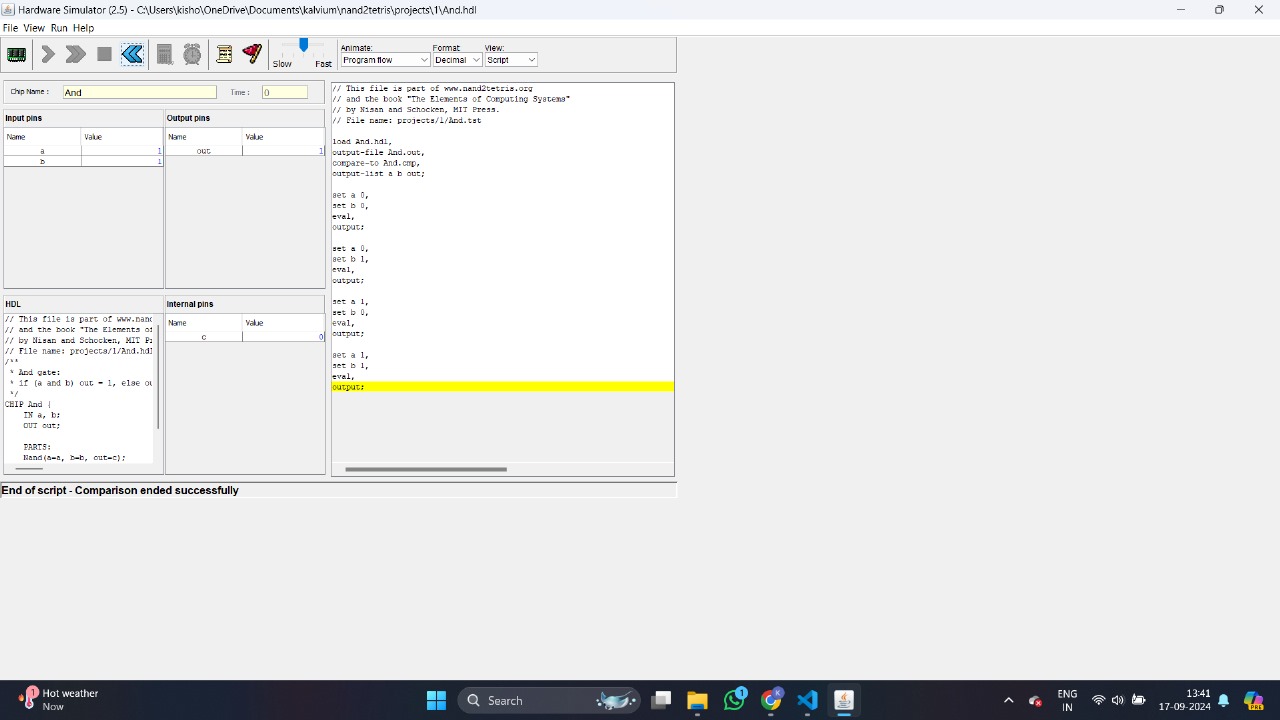 Hardware Simulator (2.5) - C:\Users\kisho\OneDrive\Documents\kalvium\nand2tetris\projects\1\And.hdl
File View Run Help
Slow Fast
Animate:
Program flow
Format:
Decimal
View:
Script
Chip Name : And Time : 0
Input pins
Name Value
a 1
b 1
Output pins
Name Value
out 1
HDL
// This file is part of www.nand
// and the book "The Elements of
// by Nisan and Schocken, MIT Pr
// File name: projects/1/And.hdl
/**
* And gate:
* if (a and b) out = 1, else ou
*/
CHIP And {
IN a, b;
OUT out;
PARTS:
Nand(a=a, b=b, out=c);
Internal pins
Name Value
c 0
// This file is part of www.nand2tetris.org
// and the book "The Elements of Computing Systems"
// by Nisan and Schocken, MIT Press.
// File name: projects/1/And.tst
load And.hdl,
output-file And.out,
compare-to And.cmp,
output-list a b out;
set a 0,
set b 0,
eval,
output;
set a 0,
set b 1,
eval,
output;
set a 1,
set b 0,
eval,
output;
set a 1,
set b 1,
eval,
output;
End of script - Comparison ended successfully
1
Hot weather
Now
Search
1
K
ENG
IN
13:41
17-09-2024
PRE